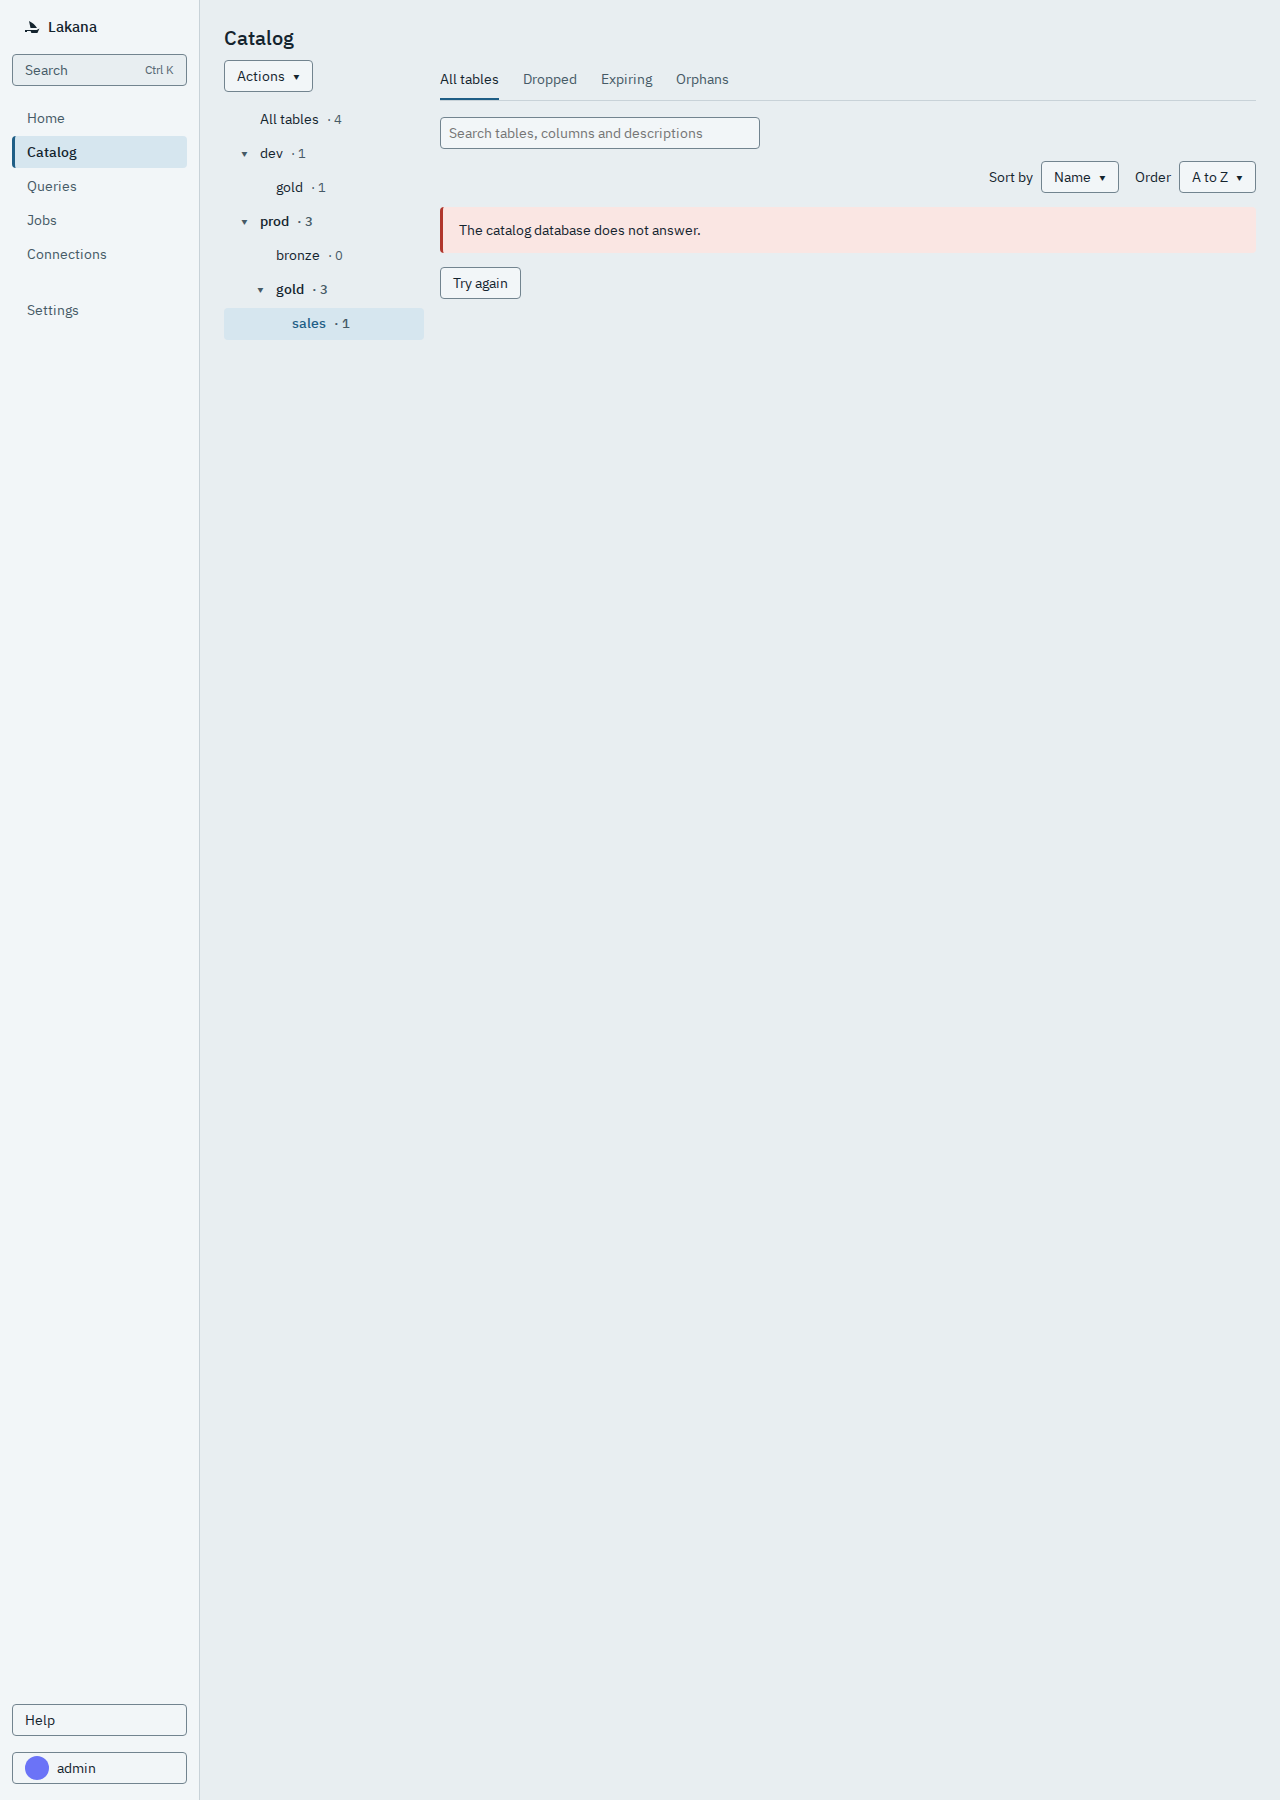 Lakana
Search Ctrl K
Home
Catalog
Queries
Jobs
Connections
Settings
Help
admin
Catalog
Actions ▾
All tables · 4
▾ dev · 1
gold · 1
▾ prod · 3
bronze · 0
▾ gold · 3
sales · 1
All tables Dropped Expiring Orphans
Search tables, columns and descriptions
Sort by Name ▾ Order A to Z ▾
The catalog database does not answer.
Try again